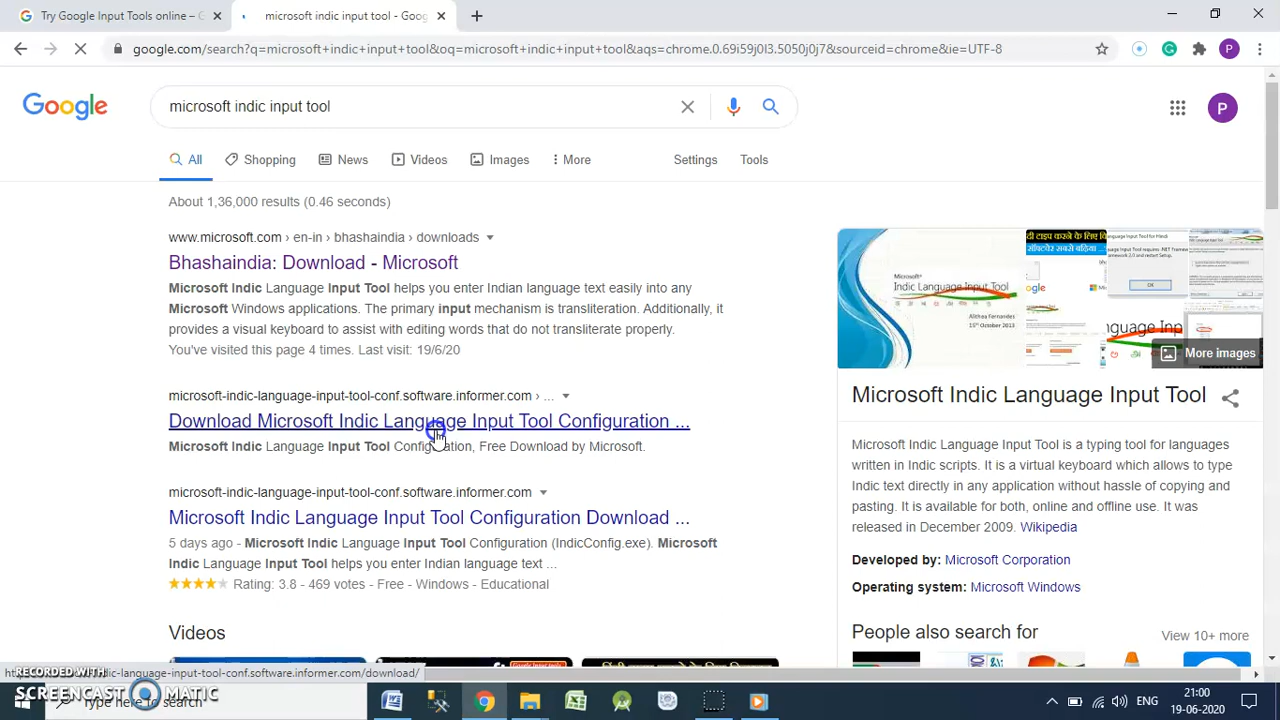 Try Google Input Tools online – G
microsoft indic input tool - Goog
google.com/search?q=microsoft+indic+input+tool&oq=microsoft+indic+input+tool&aqs=chrome.0.69i59j0l3.5050j0j7&sourceid=chrome&ie=UTF-8
P
Google
microsoft indic input tool
P
All
Shopping
News
Videos
Images
More
Settings
Tools
About 1,36,000 results (0.46 seconds)
www.microsoft.com › en-in › bhashaindia › downloads
Bhashaindia: Download - Microsoft
Microsoft Indic Language Input Tool helps you enter Indian language text easily into any
Microsoft Windows applications. The primary input mechanism is transliteration. Additionally, it
provides a visual keyboard to assist with editing words that do not transliterate properly.
You've visited this page 4 times. Last visit: 19/6/20
microsoft-indic-language-input-tool-conf.software.informer.com › ...
Download Microsoft Indic Language Input Tool Configuration ...
Microsoft Indic Language Input Tool Configuration, Free Download by Microsoft.
microsoft-indic-language-input-tool-conf.software.informer.com
Microsoft Indic Language Input Tool Configuration Download ...
5 days ago - Microsoft Indic Language Input Tool Configuration (IndicConfig.exe). Microsoft
Indic Language Input Tool helps you enter Indian language text ...
Rating: 3.8 - 469 votes - Free - Windows - Educational
Videos
Google Input tools
Microsoft
Indic Language Input Tool
Althea Fernandes
15th October 2013
More images
Microsoft Indic Language Input Tool
Microsoft Indic Language Input Tool is a typing tool for languages
written in Indic scripts. It is a virtual keyboard which allows to type
Indic text directly in any application without hassle of copying and
pasting. It is available for both, online and offline use. It was
released in December 2009. Wikipedia
Developed by: Microsoft Corporation
Operating system: Microsoft Windows
People also search for
View 10+ more
dic-language-input-tool-conf.software.informer.com/download/
RECORDED WITH
SCREENCAST MATIC
Type here to search
ENG
21:00
19-06-2020